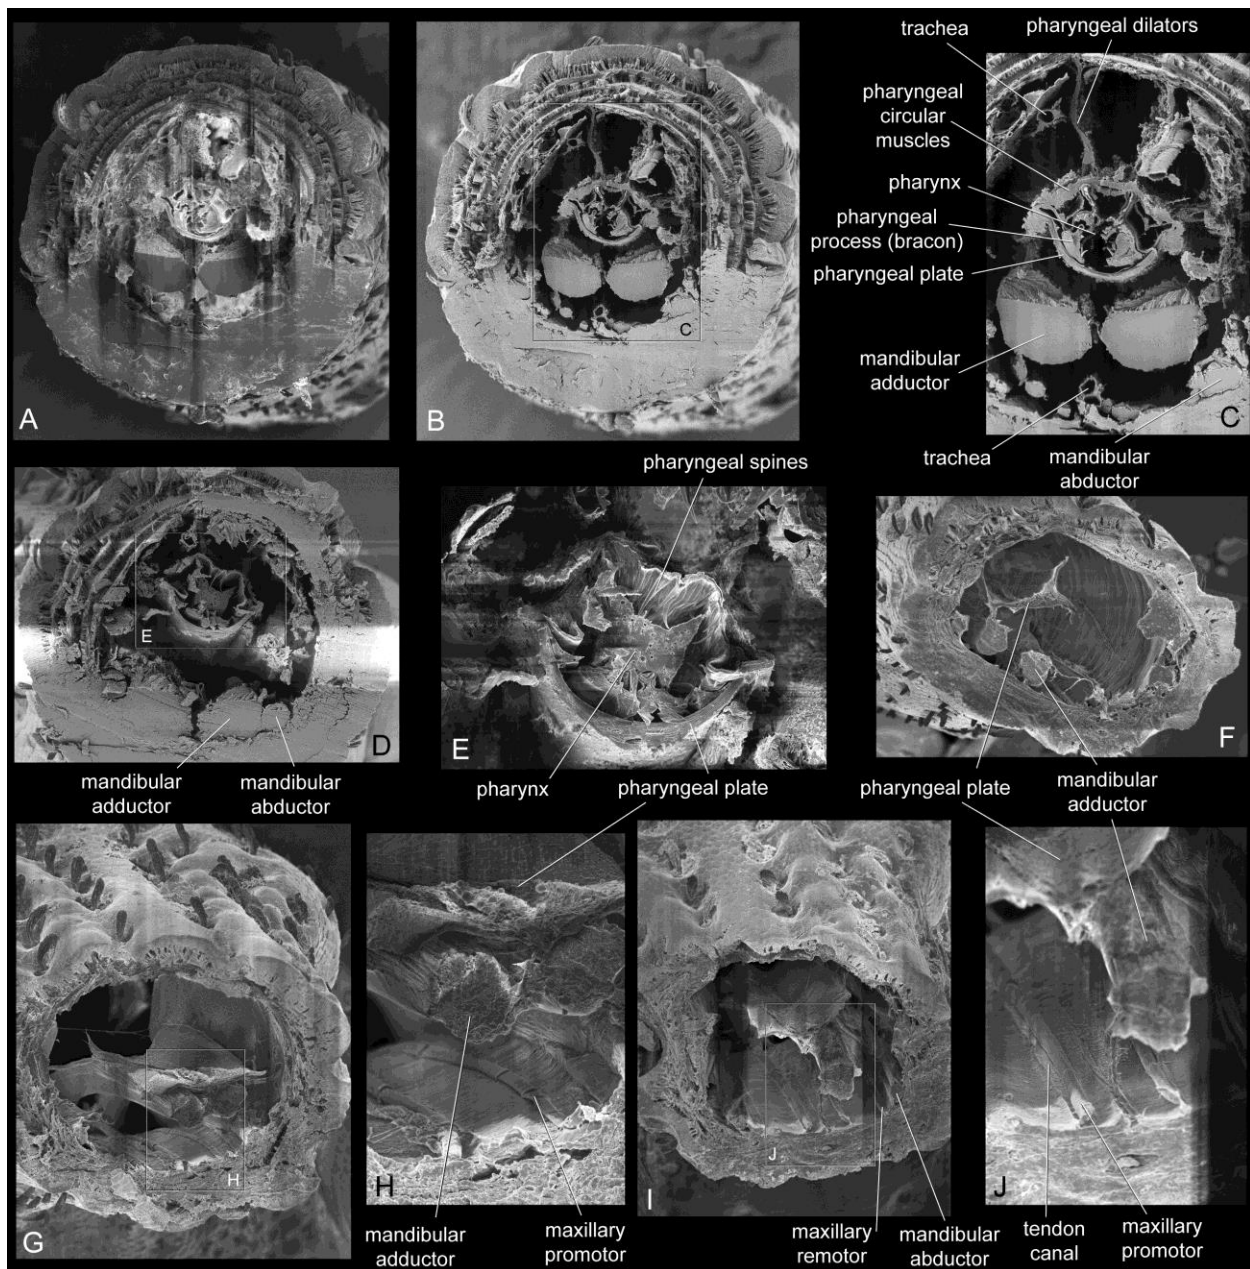 trachea
pharyngeal dilators
pharyngeal
circular
muscles
pharynx
pharyngeal
process (bracon)
pharyngeal plate
mandibular
adductor
A
B
C
C
trachea
mandibular
abductor
pharyngeal spines
E
D
E
F
mandibular
adductor
mandibular
abductor
pharynx
pharyngeal plate
pharyngeal plate
mandibular
adductor
H
J
G
H
I
J
mandibular
adductor
maxillary
promotor
maxillary
remotor
mandibular
abductor
tendon
canal
maxillary
promotor